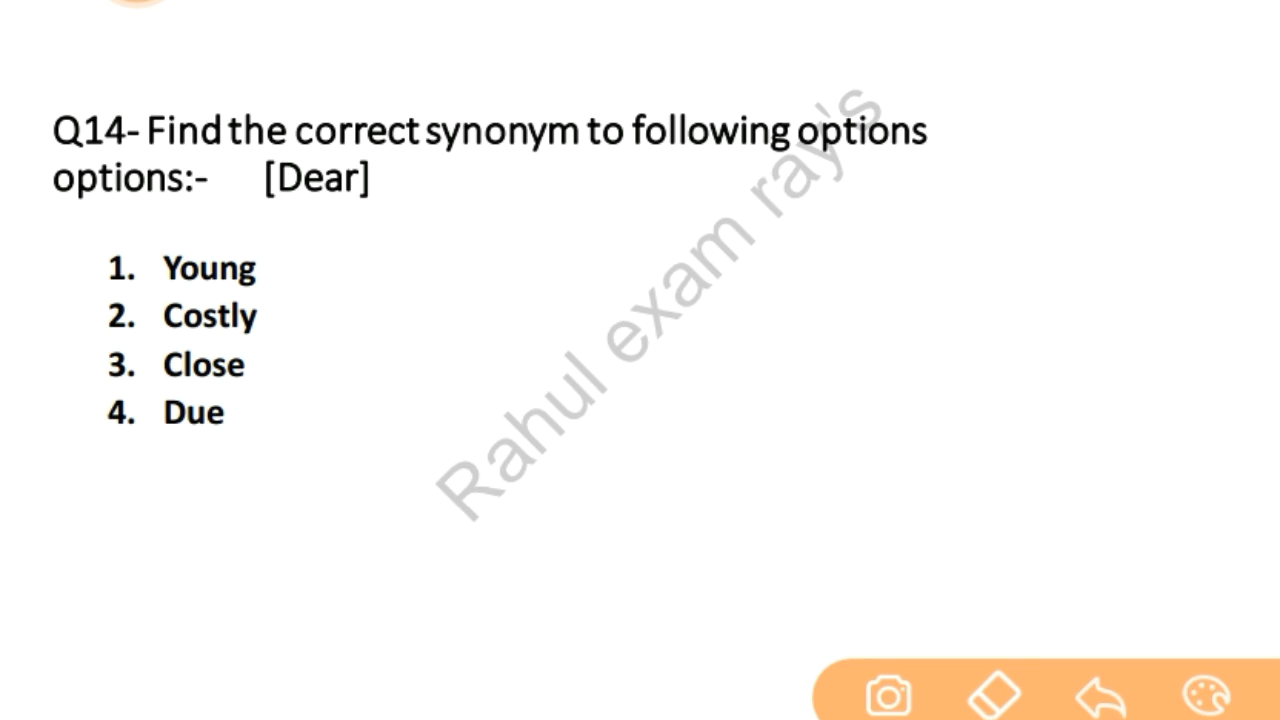 Q14- Find the correct synonym to following options
options:- [Dear]
1. Young
2. Costly
3. Close
4. Due
Rahul exam ray's